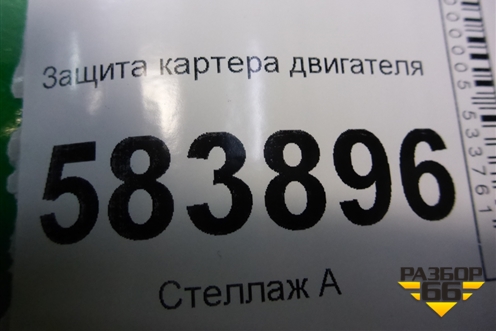 Защита картера двигателя
583896
Стеллаж А
РАЗБОР
66